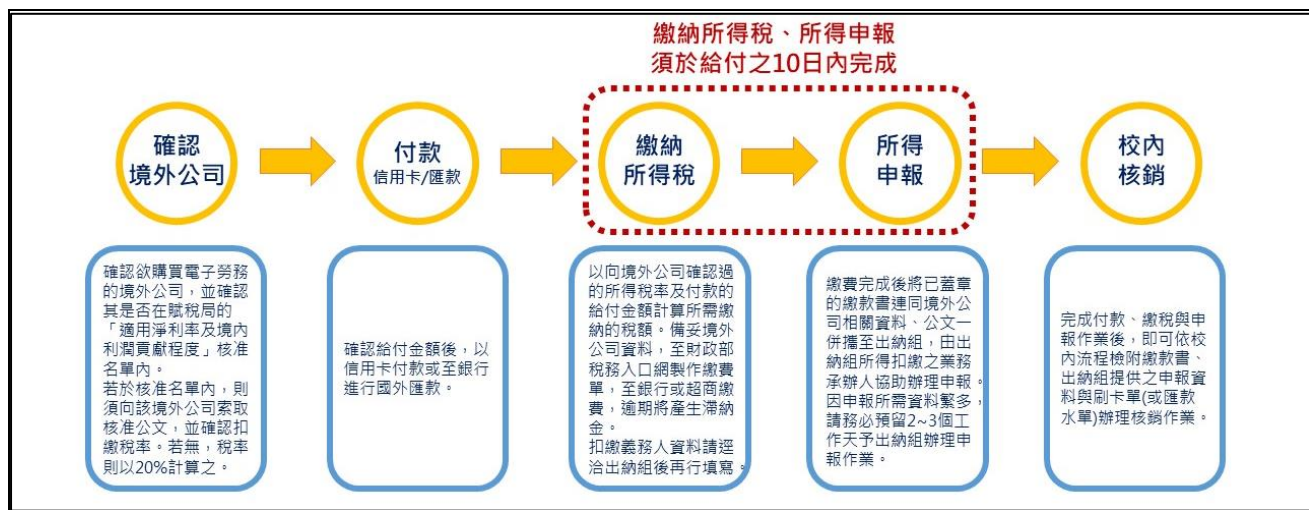 繳納所得稅、所得申報
須於給付之10日內完成
確認
境外公司
付款
信用卡/匯款
繳納
所得稅
所得
申報
校內
核銷
確認欲購買電子勞務
的境外公司，並確認
其是否在賦稅局的
「適用淨利率及境內
利潤貢獻程度」核准
名單內。
若於核准名單內，則
須向該境外公司索取
核准公文，並確認扣
繳稅率。若無，稅率
則以20%計算之。
確認給付金額後，以
信用卡付款或至銀行
進行國外匯款。
以向境外公司確認過
的所得稅率及付款的
給付金額計算所需繳
納的稅額。備妥境外
公司資料，至財政部
稅務入口網製作繳費
單，至銀行或超商繳
費，逾期將產生滯納
金。
扣繳義務人資料請逕
洽出納組後再行填寫。
繳費完成後將已蓋章
的繳款書連同境外公
司相關資料、公文一
併攜至出納組，由出
納組所得扣繳之業務
承辦人協助辦理申報。
因申報所需資料繁多，
請務必預留2~3個工
作天予出納組辦理申
報作業。
完成付款、繳稅與申
報作業後，即可依校
內流程檢附繳款書、
出納組提供之申報資
料與刷卡單(或匯款
水單)辦理核銷作業。